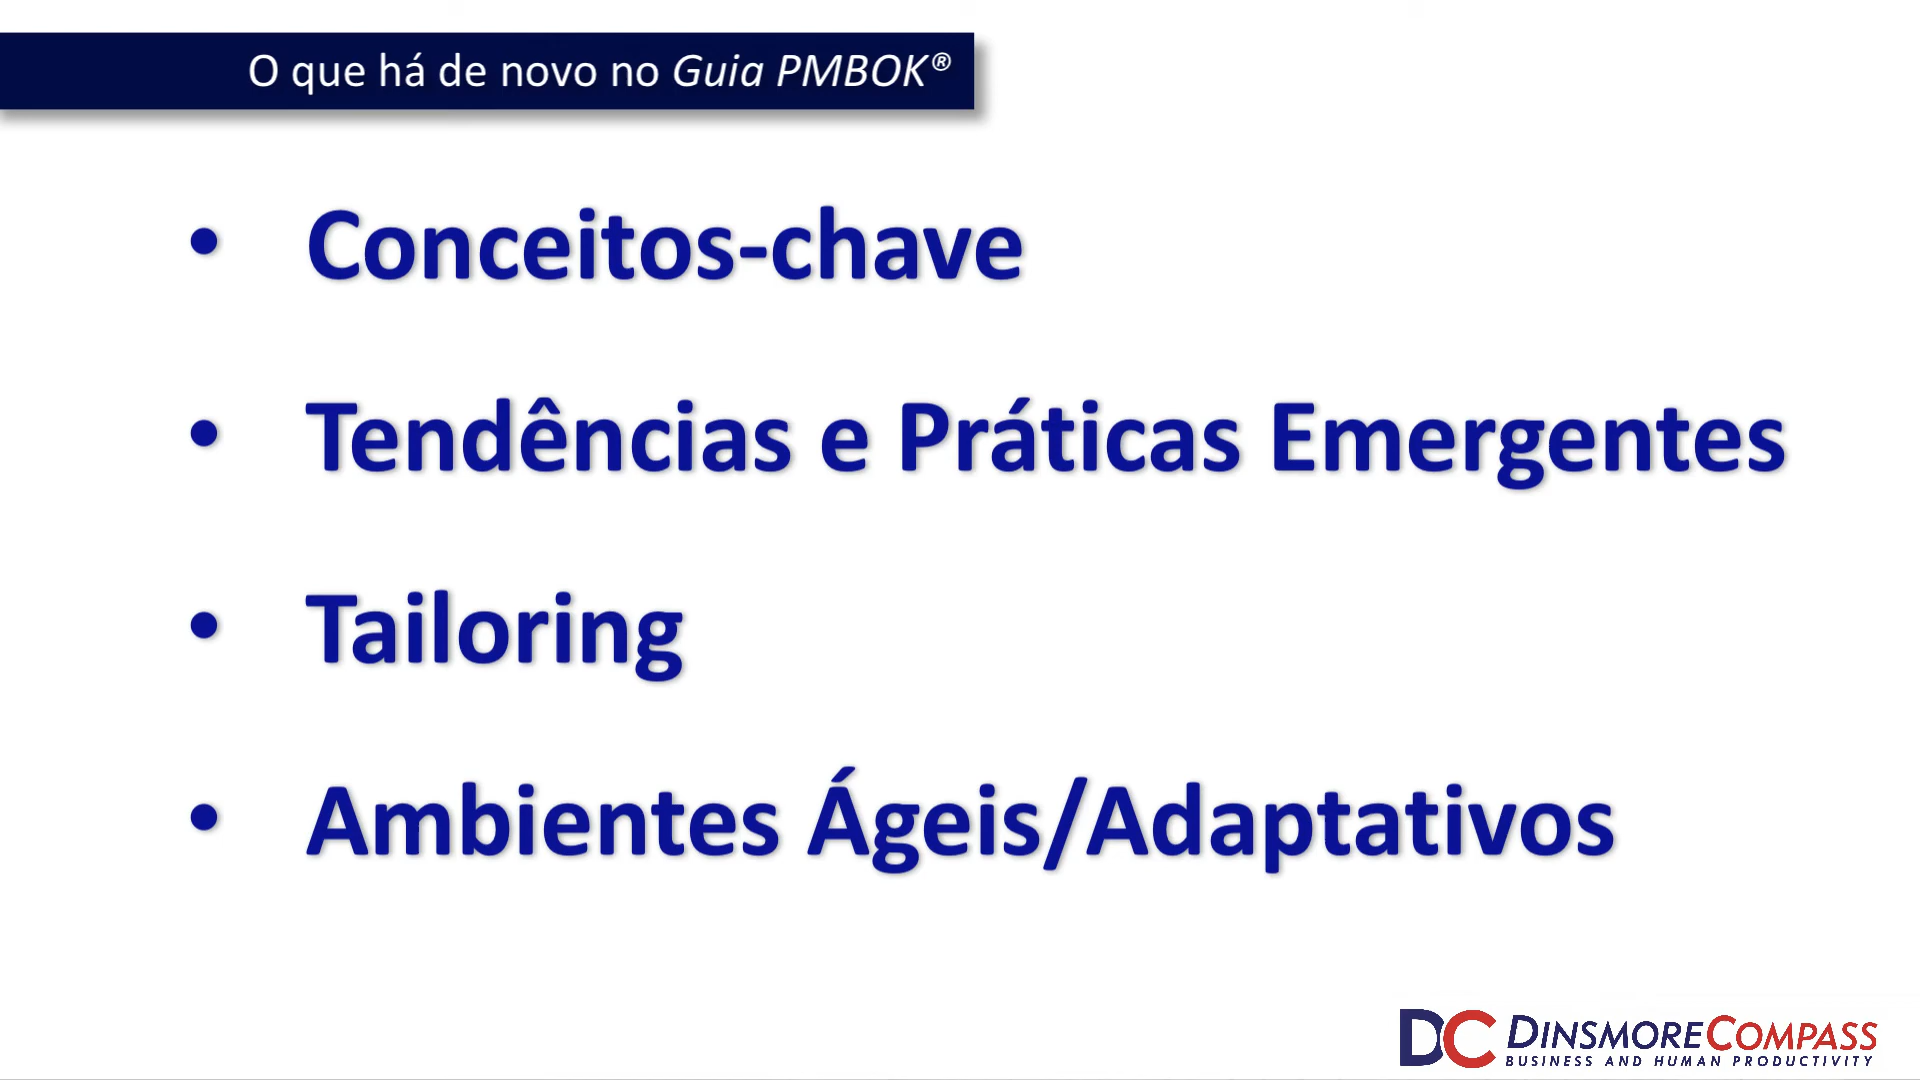 O que há de novo no Guia PMBOK®
• Conceitos-chave
• Tendências e Práticas Emergentes
• Tailoring
• Ambientes Ágeis/Adaptativos
DC DINSMORECOMPASS
BUSINESS AND HUMAN PRODUCTIVITY